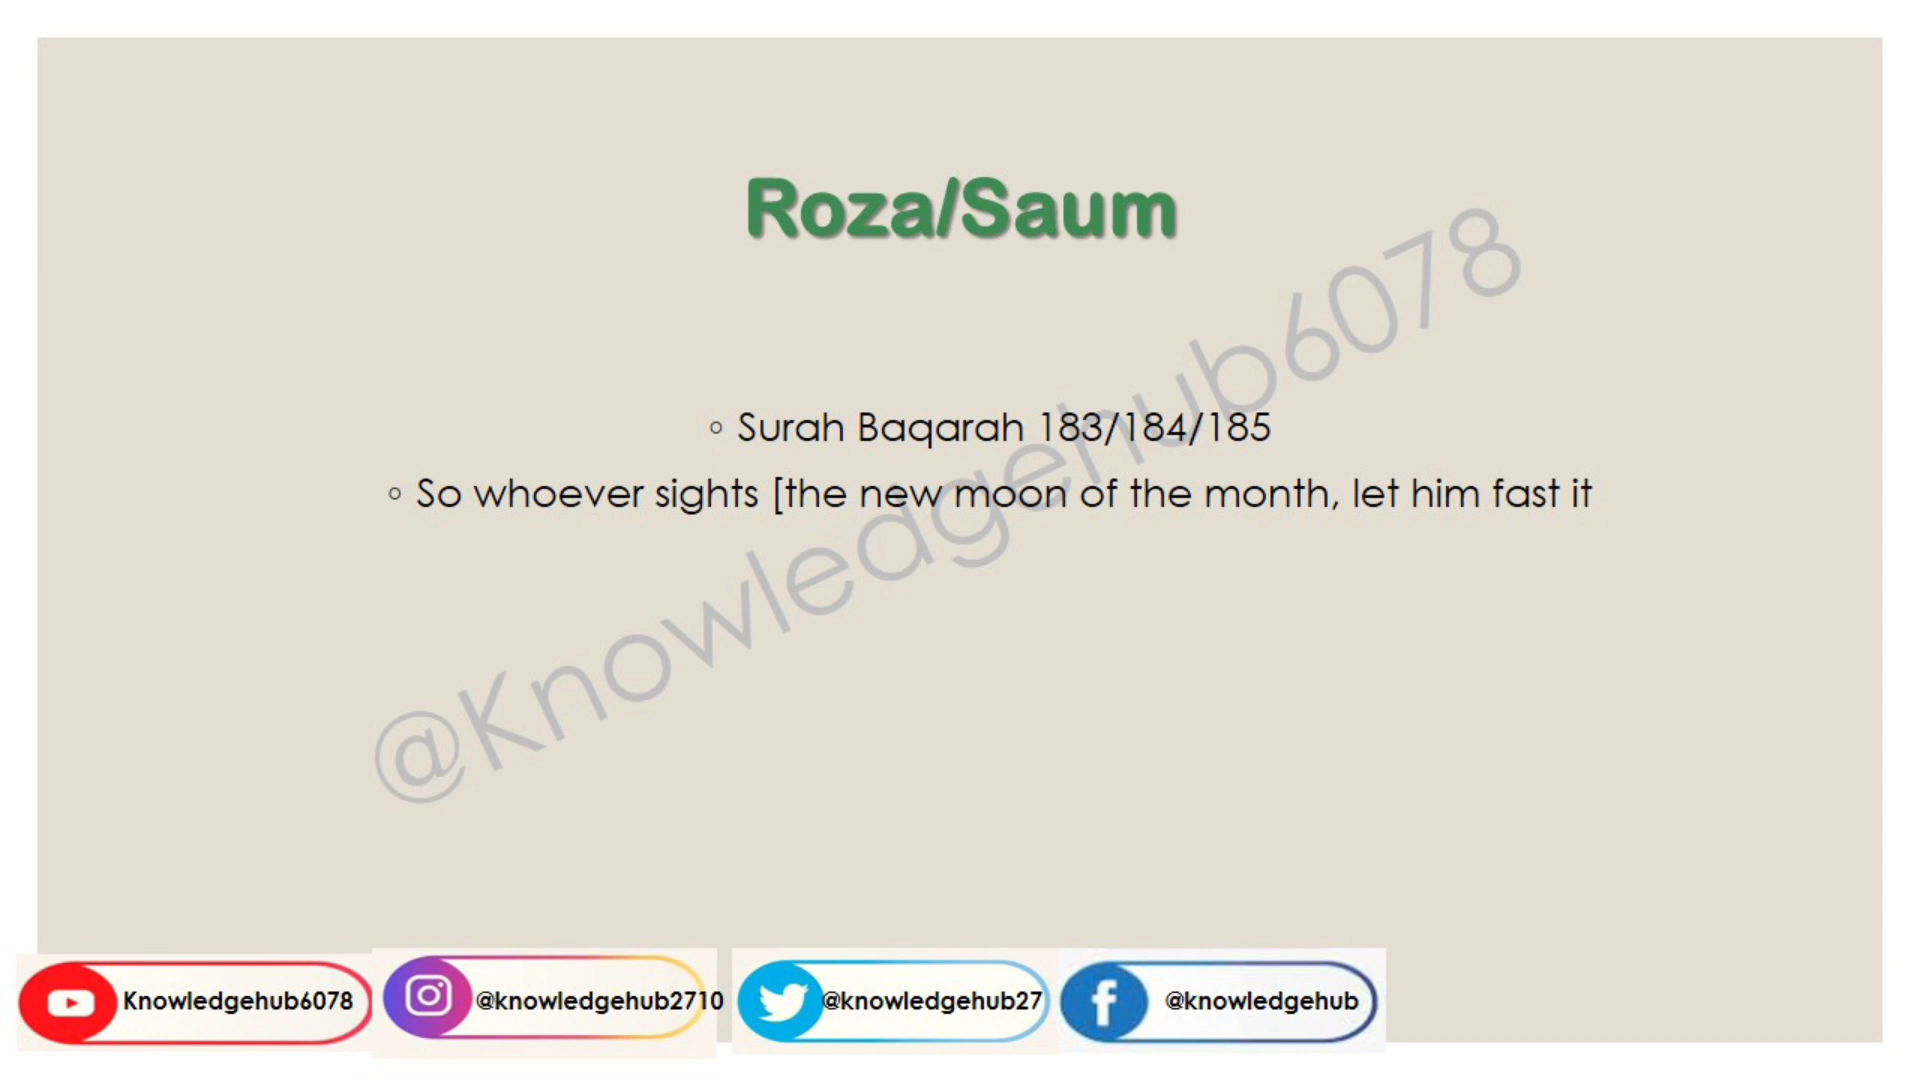 Roza/Saum
◦ Surah Baqarah 183/184/185
◦ So whoever sights [the new moon of the month, let him fast it
@Knowledgehub6078
Knowledgehub6078
@knowledgehub2710
@knowledgehub27
@knowledgehub